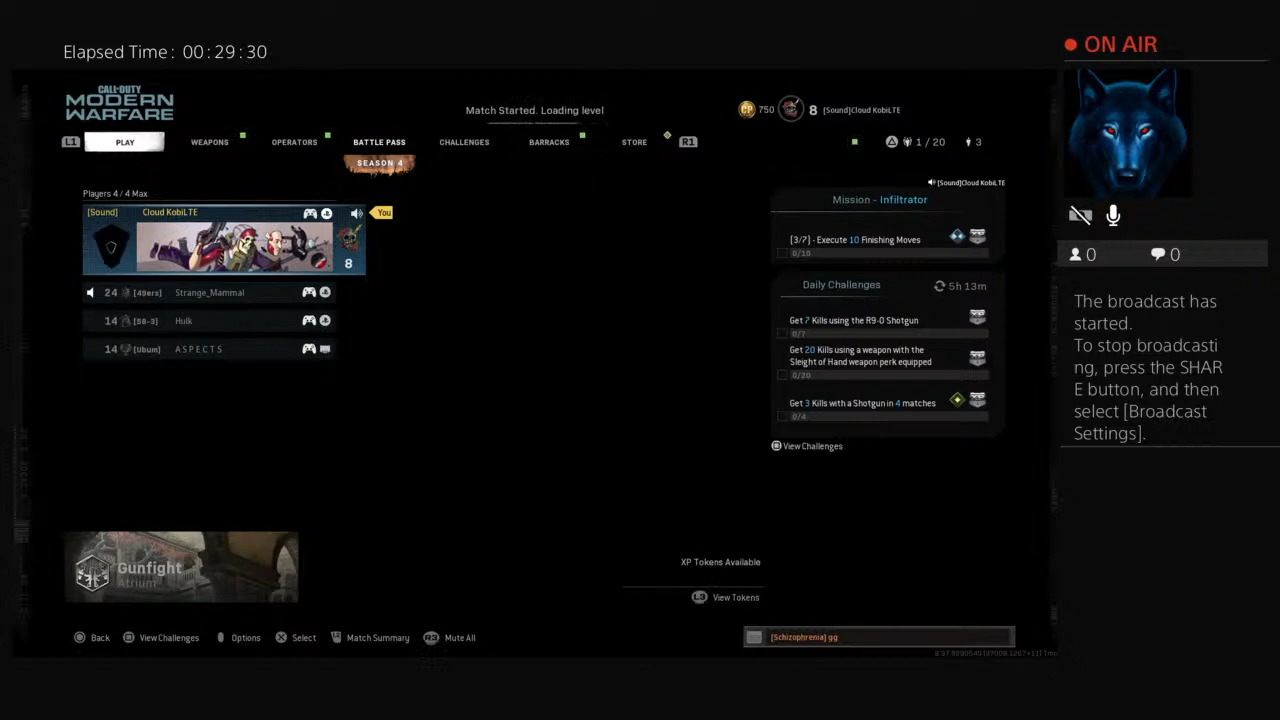 Elapsed Time: 00:29:30
ON AIR
CALL·DUTY
MODERN
WARFARE
Match Started. Loading level
CP 750 8 [Sound]Cloud KobiLTE
L1 PLAY WEAPONS OPERATORS BATTLE PASS CHALLENGES BARRACKS STORE R1 1 / 20 3
SEASON 4
Players 4 / 4 Max
[Sound]Cloud KobiLTE
[Sound] Cloud KobiLTE You
8
24 [49ers] Strange_Mammal
14 [S8-3] Hulk
14 [Ubum] A S P E C T S
Mission - Infiltrator
[3/7] - Execute 10 Finishing Moves
0/10
Daily Challenges 5h 13m
Get 7 Kills using the R9-0 Shotgun
0/7
Get 20 Kills using a weapon with the
Sleight of Hand weapon perk equipped
0/20
Get 3 Kills with a Shotgun in 4 matches
0/4
View Challenges
0 0
The broadcast has
started.
To stop broadcasti
ng, press the SHAR
E button, and then
select [Broadcast
Settings].
Gunfight
Atrium
XP Tokens Available
L3 View Tokens
Back View Challenges Options Select Match Summary R3 Mute All
[Schizophrenia] gg